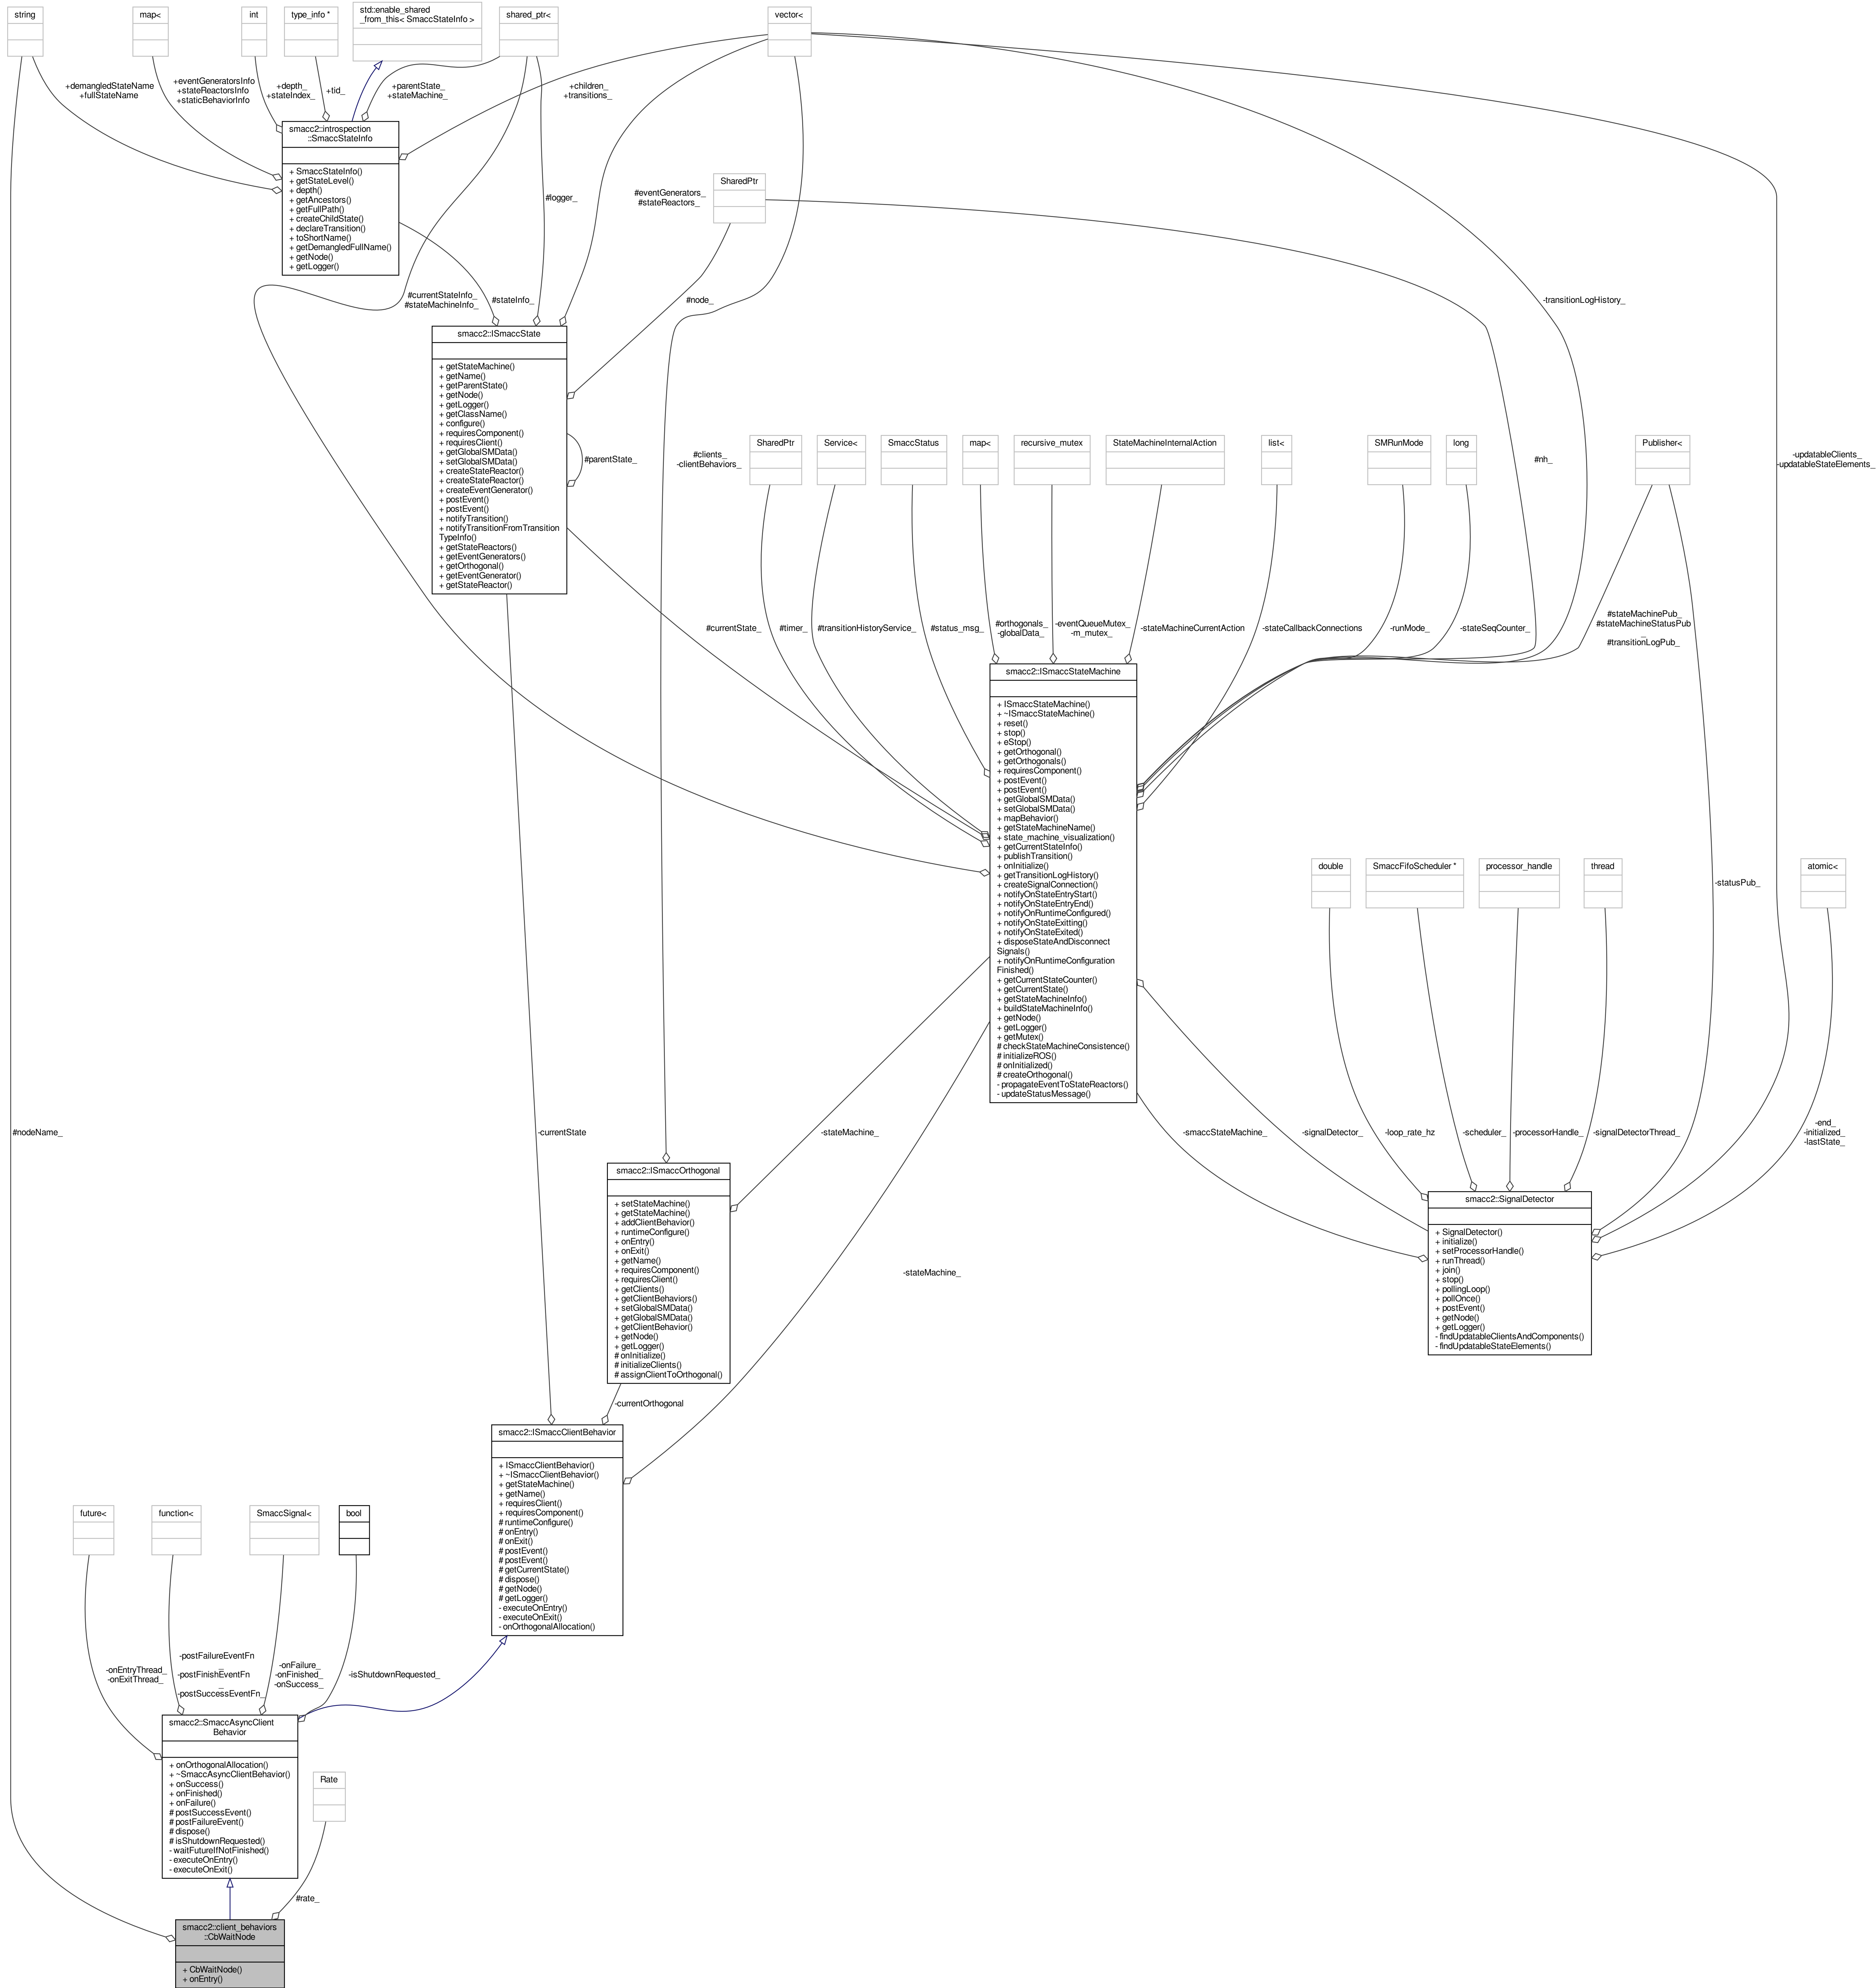 string
map<
int
type_info *
std::enable_shared
_from_this< SmaccStateInfo >
shared_ptr<
vector<
+demangledStateName
+fullStateName
+eventGeneratorsInfo
+stateReactorsInfo
+staticBehaviorInfo
+depth_
+stateIndex_
+tid_
+parentState_
+stateMachine_
+children_
+transitions_
smacc2::introspection
::SmaccStateInfo
+ SmaccStateInfo()
+ getStateLevel()
+ depth()
+ getAncestors()
+ getFullPath()
+ createChildState()
+ declareTransition()
+ toShortName()
+ getDemangledFullName()
+ getNode()
+ getLogger()
SharedPtr
#eventGenerators_
#stateReactors_
#logger_
#currentStateInfo_
#stateMachineInfo_
#stateInfo_
#node_
-transitionLogHistory_
smacc2::ISmaccState
+ getStateMachine()
+ getName()
+ getParentState()
+ getNode()
+ getLogger()
+ getClassName()
+ configure()
+ requiresComponent()
+ requiresClient()
+ getGlobalSMData()
+ setGlobalSMData()
+ createStateReactor()
+ createStateReactor()
+ createEventGenerator()
+ postEvent()
+ postEvent()
+ notifyTransition()
+ notifyTransitionFromTransition
TypeInfo()
+ getStateReactors()
+ getEventGenerators()
+ getOrthogonal()
+ getEventGenerator()
+ getStateReactor()
#parentState_
#clients_
-clientBehaviors_
SharedPtr
Service<
SmaccStatus
map<
recursive_mutex
StateMachineInternalAction
list<
SMRunMode
long
Publisher<
#nh_
-updatableClients_
-updatableStateElements_
#currentState_
#timer_
#transitionHistoryService_
#status_msg_
#orthogonals_
-globalData_
-eventQueueMutex_
-m_mutex_
-stateMachineCurrentAction
-stateCallbackConnections
-runMode_
-stateSeqCounter_
#stateMachinePub_
#stateMachineStatusPub
_
#transitionLogPub_
smacc2::ISmaccStateMachine
+ ISmaccStateMachine()
+ ~ISmaccStateMachine()
+ reset()
+ stop()
+ eStop()
+ getOrthogonal()
+ getOrthogonals()
+ requiresComponent()
+ postEvent()
+ postEvent()
+ getGlobalSMData()
+ setGlobalSMData()
+ mapBehavior()
+ getStateMachineName()
+ state_machine_visualization()
+ getCurrentStateInfo()
+ publishTransition()
+ onInitialize()
+ getTransitionLogHistory()
+ createSignalConnection()
+ notifyOnStateEntryStart()
+ notifyOnStateEntryEnd()
+ notifyOnRuntimeConfigured()
+ notifyOnStateExitting()
+ notifyOnStateExited()
+ disposeStateAndDisconnect
Signals()
+ notifyOnRuntimeConfiguration
Finished()
+ getCurrentStateCounter()
+ getCurrentState()
+ getStateMachineInfo()
+ buildStateMachineInfo()
+ getNode()
+ getLogger()
+ getMutex()
# checkStateMachineConsistence()
# initializeROS()
# onInitialized()
# createOrthogonal()
- propagateEventToStateReactors()
- updateStatusMessage()
double
SmaccFifoScheduler *
processor_handle
thread
atomic<
-statusPub_
#nodeName_
-currentState
-stateMachine_
-smaccStateMachine_
-signalDetector_
-loop_rate_hz
-scheduler_
-processorHandle_
-signalDetectorThread_
-end_
-initialized_
-lastState_
smacc2::ISmaccOrthogonal
+ setStateMachine()
+ getStateMachine()
+ addClientBehavior()
+ runtimeConfigure()
+ onEntry()
+ onExit()
+ getName()
+ requiresComponent()
+ requiresClient()
+ getClients()
+ getClientBehaviors()
+ setGlobalSMData()
+ getGlobalSMData()
+ getClientBehavior()
+ getNode()
+ getLogger()
# onInitialize()
# initializeClients()
# assignClientToOrthogonal()
smacc2::SignalDetector
+ SignalDetector()
+ initialize()
+ setProcessorHandle()
+ runThread()
+ join()
+ stop()
+ pollingLoop()
+ pollOnce()
+ postEvent()
+ getNode()
+ getLogger()
- findUpdatableClientsAndComponents()
- findUpdatableStateElements()
-stateMachine_
-currentOrthogonal
smacc2::ISmaccClientBehavior
+ ISmaccClientBehavior()
+ ~ISmaccClientBehavior()
+ getStateMachine()
+ getName()
+ requiresClient()
+ requiresComponent()
# runtimeConfigure()
# onEntry()
# onExit()
# postEvent()
# postEvent()
# getCurrentState()
# dispose()
# getNode()
# getLogger()
- executeOnEntry()
- executeOnExit()
- onOrthogonalAllocation()
future<
function<
SmaccSignal<
bool
-onEntryThread_
-onExitThread_
-postFailureEventFn
_
-postFinishEventFn
_
-postSuccessEventFn_
-onFailure_
-onFinished_
-onSuccess_
-isShutdownRequested_
smacc2::SmaccAsyncClient
Behavior
+ onOrthogonalAllocation()
+ ~SmaccAsyncClientBehavior()
+ onSuccess()
+ onFinished()
+ onFailure()
# postSuccessEvent()
# postFailureEvent()
# dispose()
# isShutdownRequested()
- waitFutureIfNotFinished()
- executeOnEntry()
- executeOnExit()
Rate
#rate_
smacc2::client_behaviors
::CbWaitNode
+ CbWaitNode()
+ onEntry()